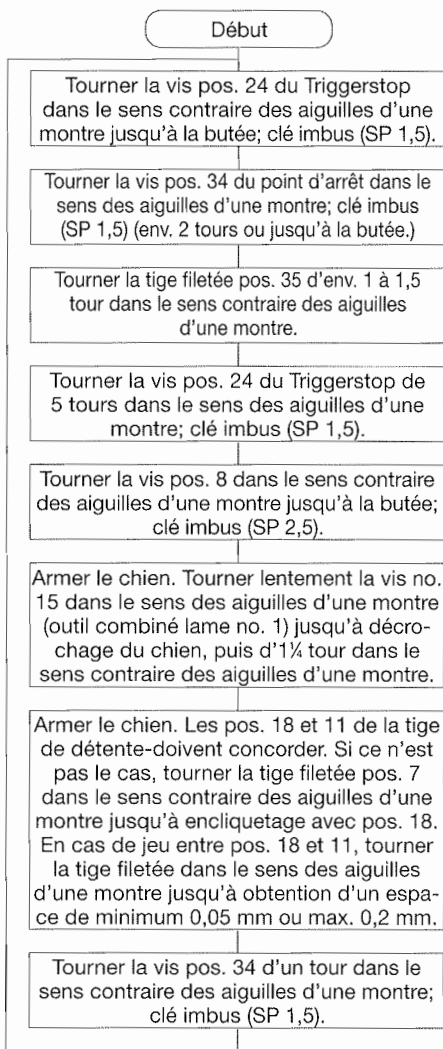 Début
Tourner la vis pos. 24 du Triggerstop
dans le sens contraire des aiguilles d'une
montre jusqu'à la butée; clé imbus (SP 1,5).
Tourner la vis pos. 34 du point d'arrêt dans le
sens des aiguilles d'une montre; clé imbus
(SP 1,5) (env. 2 tours ou jusqu'à la butée.)
Tourner la tige filetée pos. 35 d'env. 1 à 1,5
tour dans le sens contraire des aiguilles
d'une montre.
Tourner la vis pos. 24 du Triggerstop de
5 tours dans le sens des aiguilles d'une
montre; clé imbus (SP 1,5).
Tourner la vis pos. 8 dans le sens contraire
des aiguilles d'une montre jusqu'à la butée;
clé imbus (SP 2,5).
Armer le chien. Tourner lentement la vis no.
15 dans le sens des aiguilles d'une montre
(outil combiné lame no. 1) jusqu'à décro-
chage du chien, puis d'1¼ tour dans le
sens contraire des aiguilles d'une montre.
Armer le chien. Les pos. 18 et 11 de la tige
de détente-doivent concorder. Si ce n'est
pas le cas, tourner la tige filetée pos. 7
dans le sens contraire des aiguilles d'une
montre jusqu'à encliquetage avec pos. 18.
En cas de jeu entre pos. 18 et 11, tourner
la tige filetée dans le sens des aiguilles
d'une montre jusqu'à obtention d'un espa-
ce de minimum 0,05 mm ou max. 0,2 mm.
Tourner la vis pos. 34 d'un tour dans le
sens contraire des aiguilles d'une montre;
clé imbus (SP 1,5).